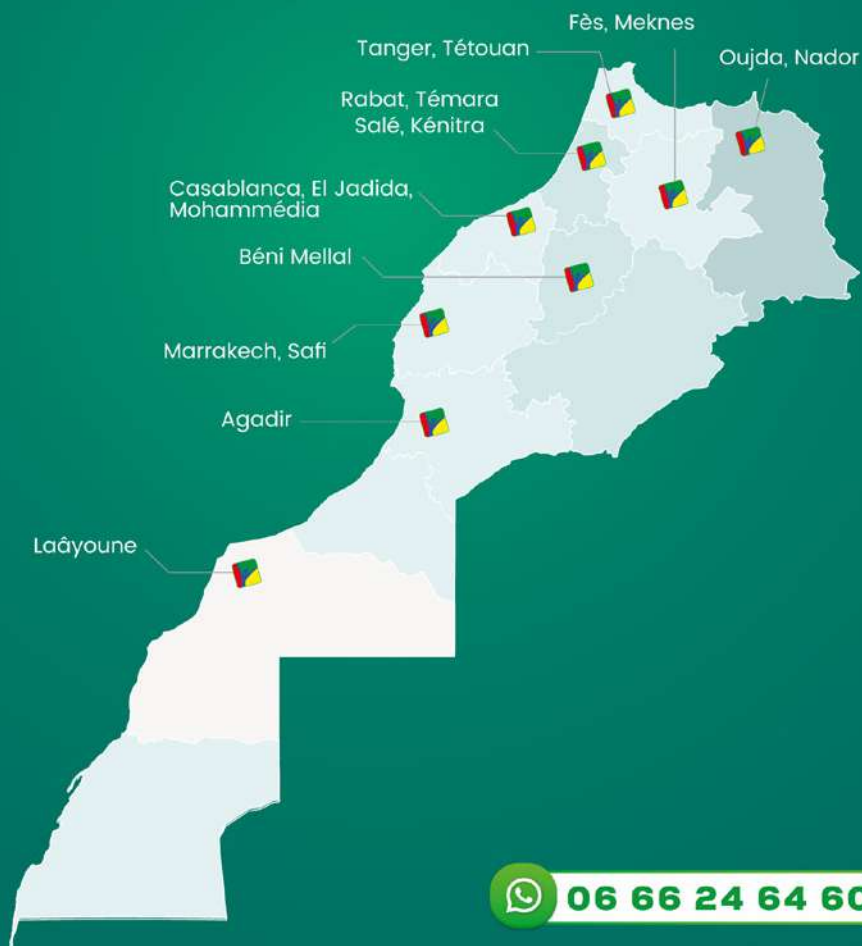 Fès, Meknes
Tanger, Tétouan
Oujda, Nador
Rabat, Témara
Salé, Kénitra
Casablanca, El Jadida,
Mohammédia
Béni Mellal
Marrakech, Safi
Agadir
Laâyoune
06 66 24 64 60